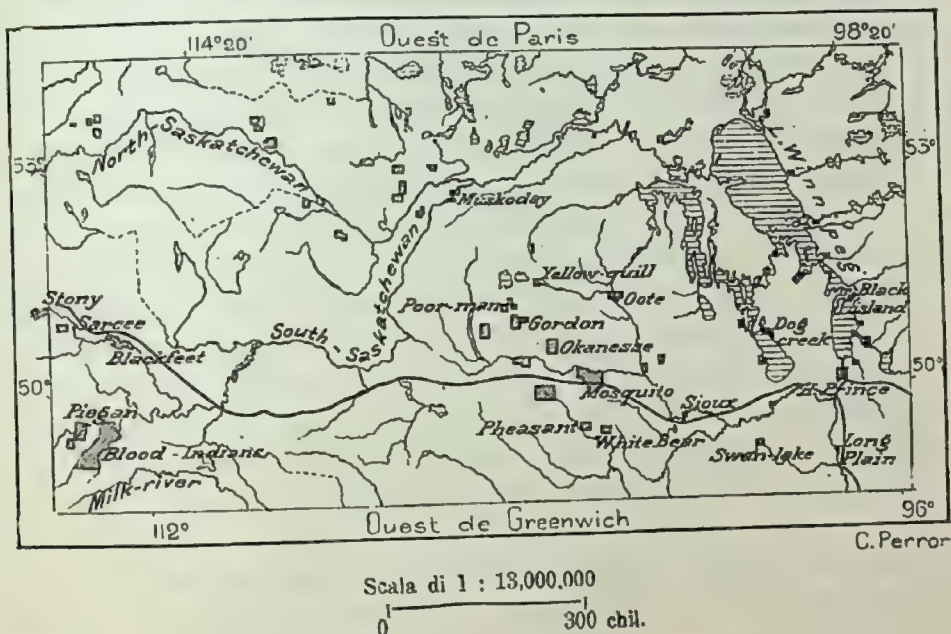 114°20'
Ouest de Paris
98°20'
North-Saskatchewan
53°
53°
L. Winnipeg
Muskoday
Saskatchewan
Yellow-quill
Stony
Poor-man
Oote
Black
island
Sarcee
Gordon
Dog
creek
Blackfeet
South-Saskatchewan
Okanesse
50°
50°
Mosquito
Sioux
Prince
Piegan
Pheasant
White Bear
Long
Plain
Blood-Indians
Swan-lake
Milk-river
112°
Ouest de Greenwich
96°
C. Perron
Scala di 1 : 13,000.000
0
300 chil.